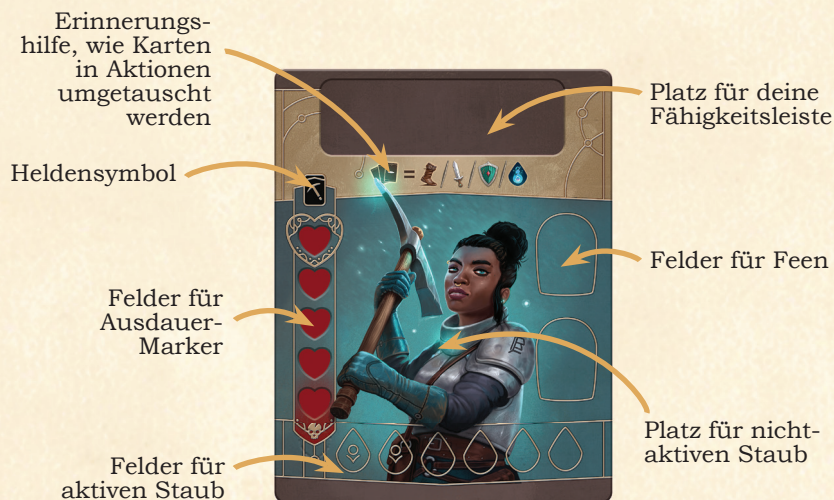 Erinnerungs-
hilfe, wie Karten
in Aktionen
umgetauscht
werden
Heldensymbol
Felder für
Ausdauer-
Marker
Felder für
aktiven Staub
Platz für deine
Fähigkeitsleiste
=
/
/
/
Felder für Feen
Platz für nicht-
aktiven Staub